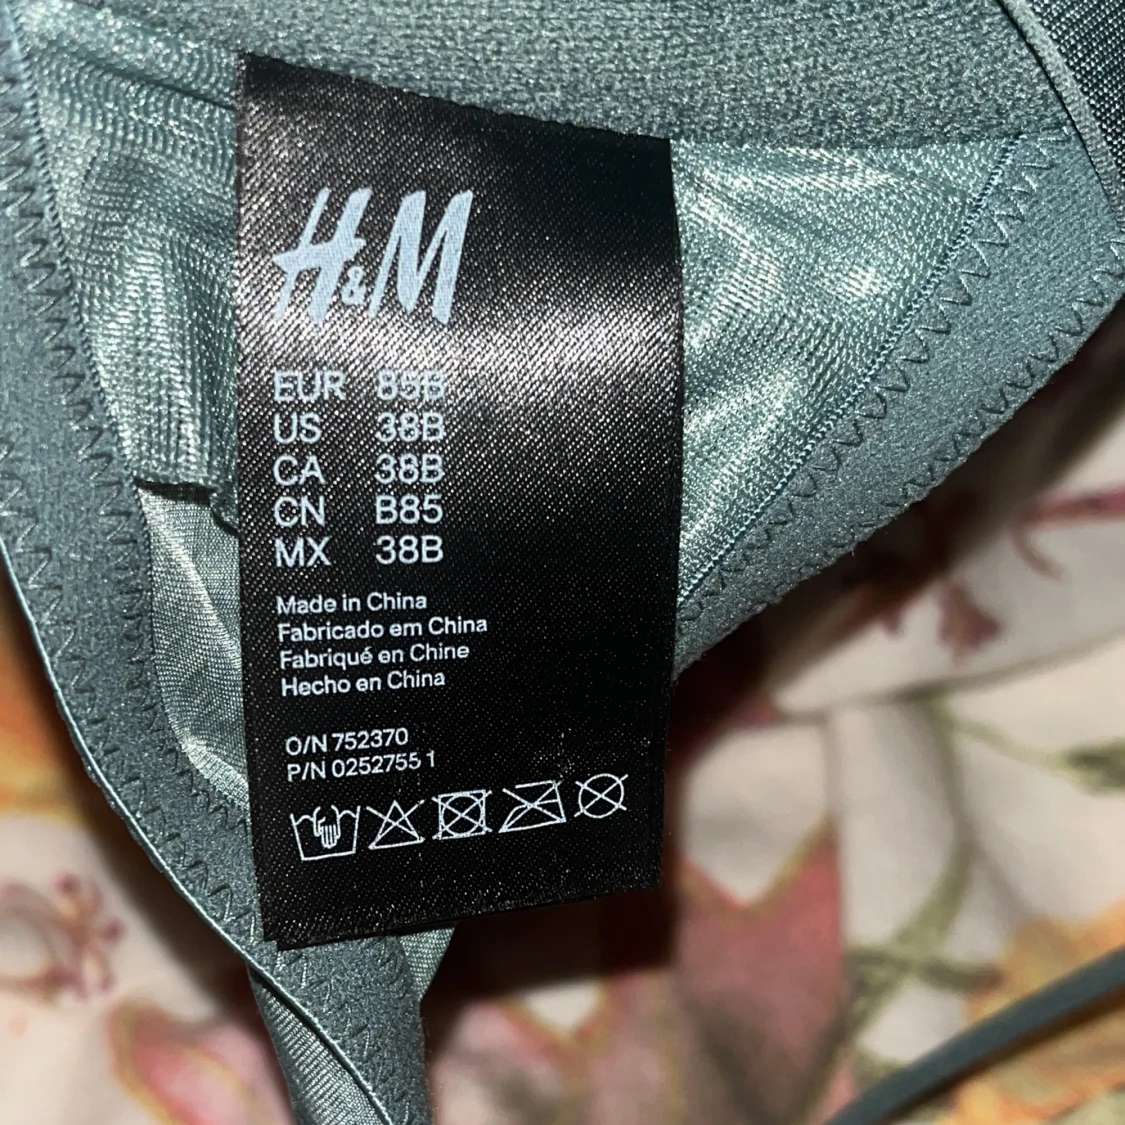 H&M
EUR 85B
US 38B
CA 38B
CN B85
MX 38B
Made in China
Fabricado em China
Fabriqué en Chine
Hecho en China
O/N 752370
P/N 0252755 1